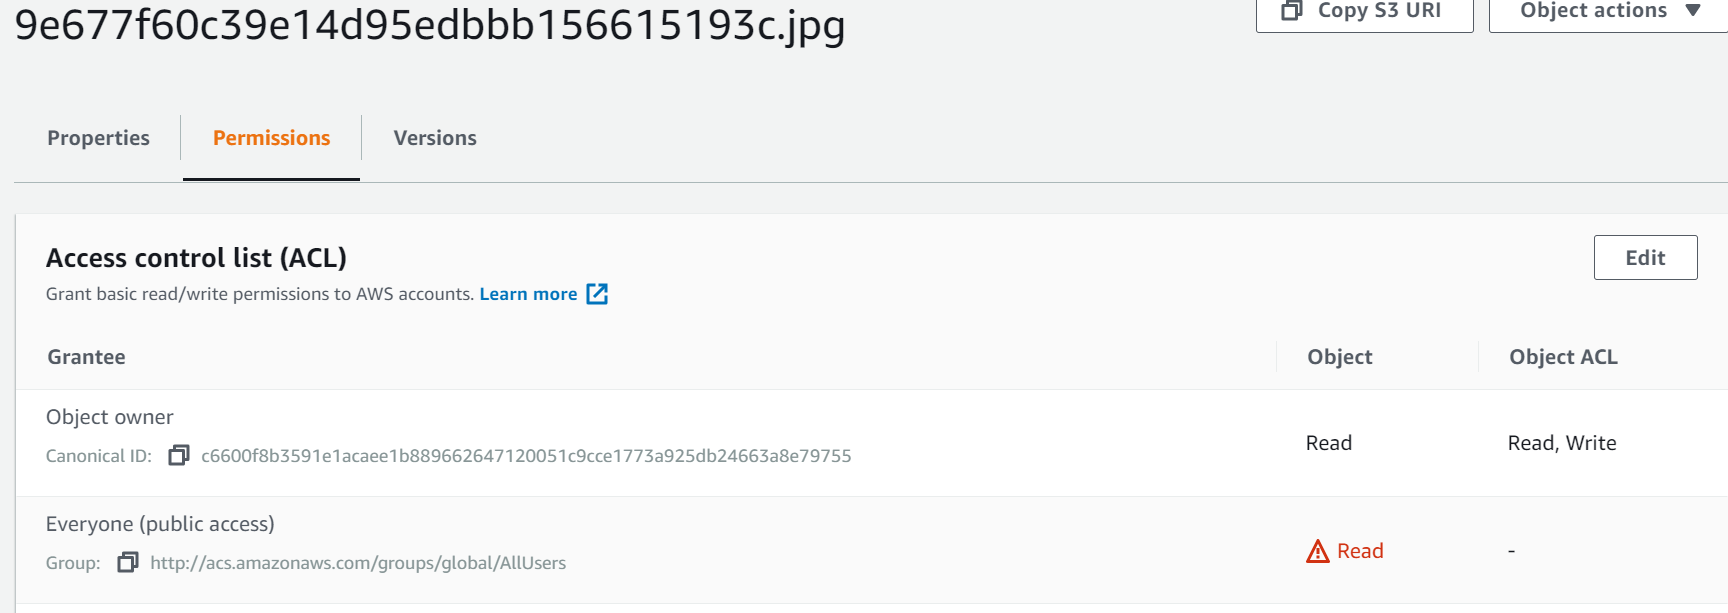 9e677f60c39e14d95edbbb156615193c.jpg
Copy S3 URI
Object actions
Properties
Permissions
Versions
Access control list (ACL)
Edit
Grant basic read/write permissions to AWS accounts. Learn more
Grantee
Object
Object ACL
Object owner
Canonical ID: c6600f8b3591e1acaee1b889662647120051c9cce1773a925db24663a8e79755
Read
Read, Write
Everyone (public access)
Group: http://acs.amazonaws.com/groups/global/AllUsers
Read
-